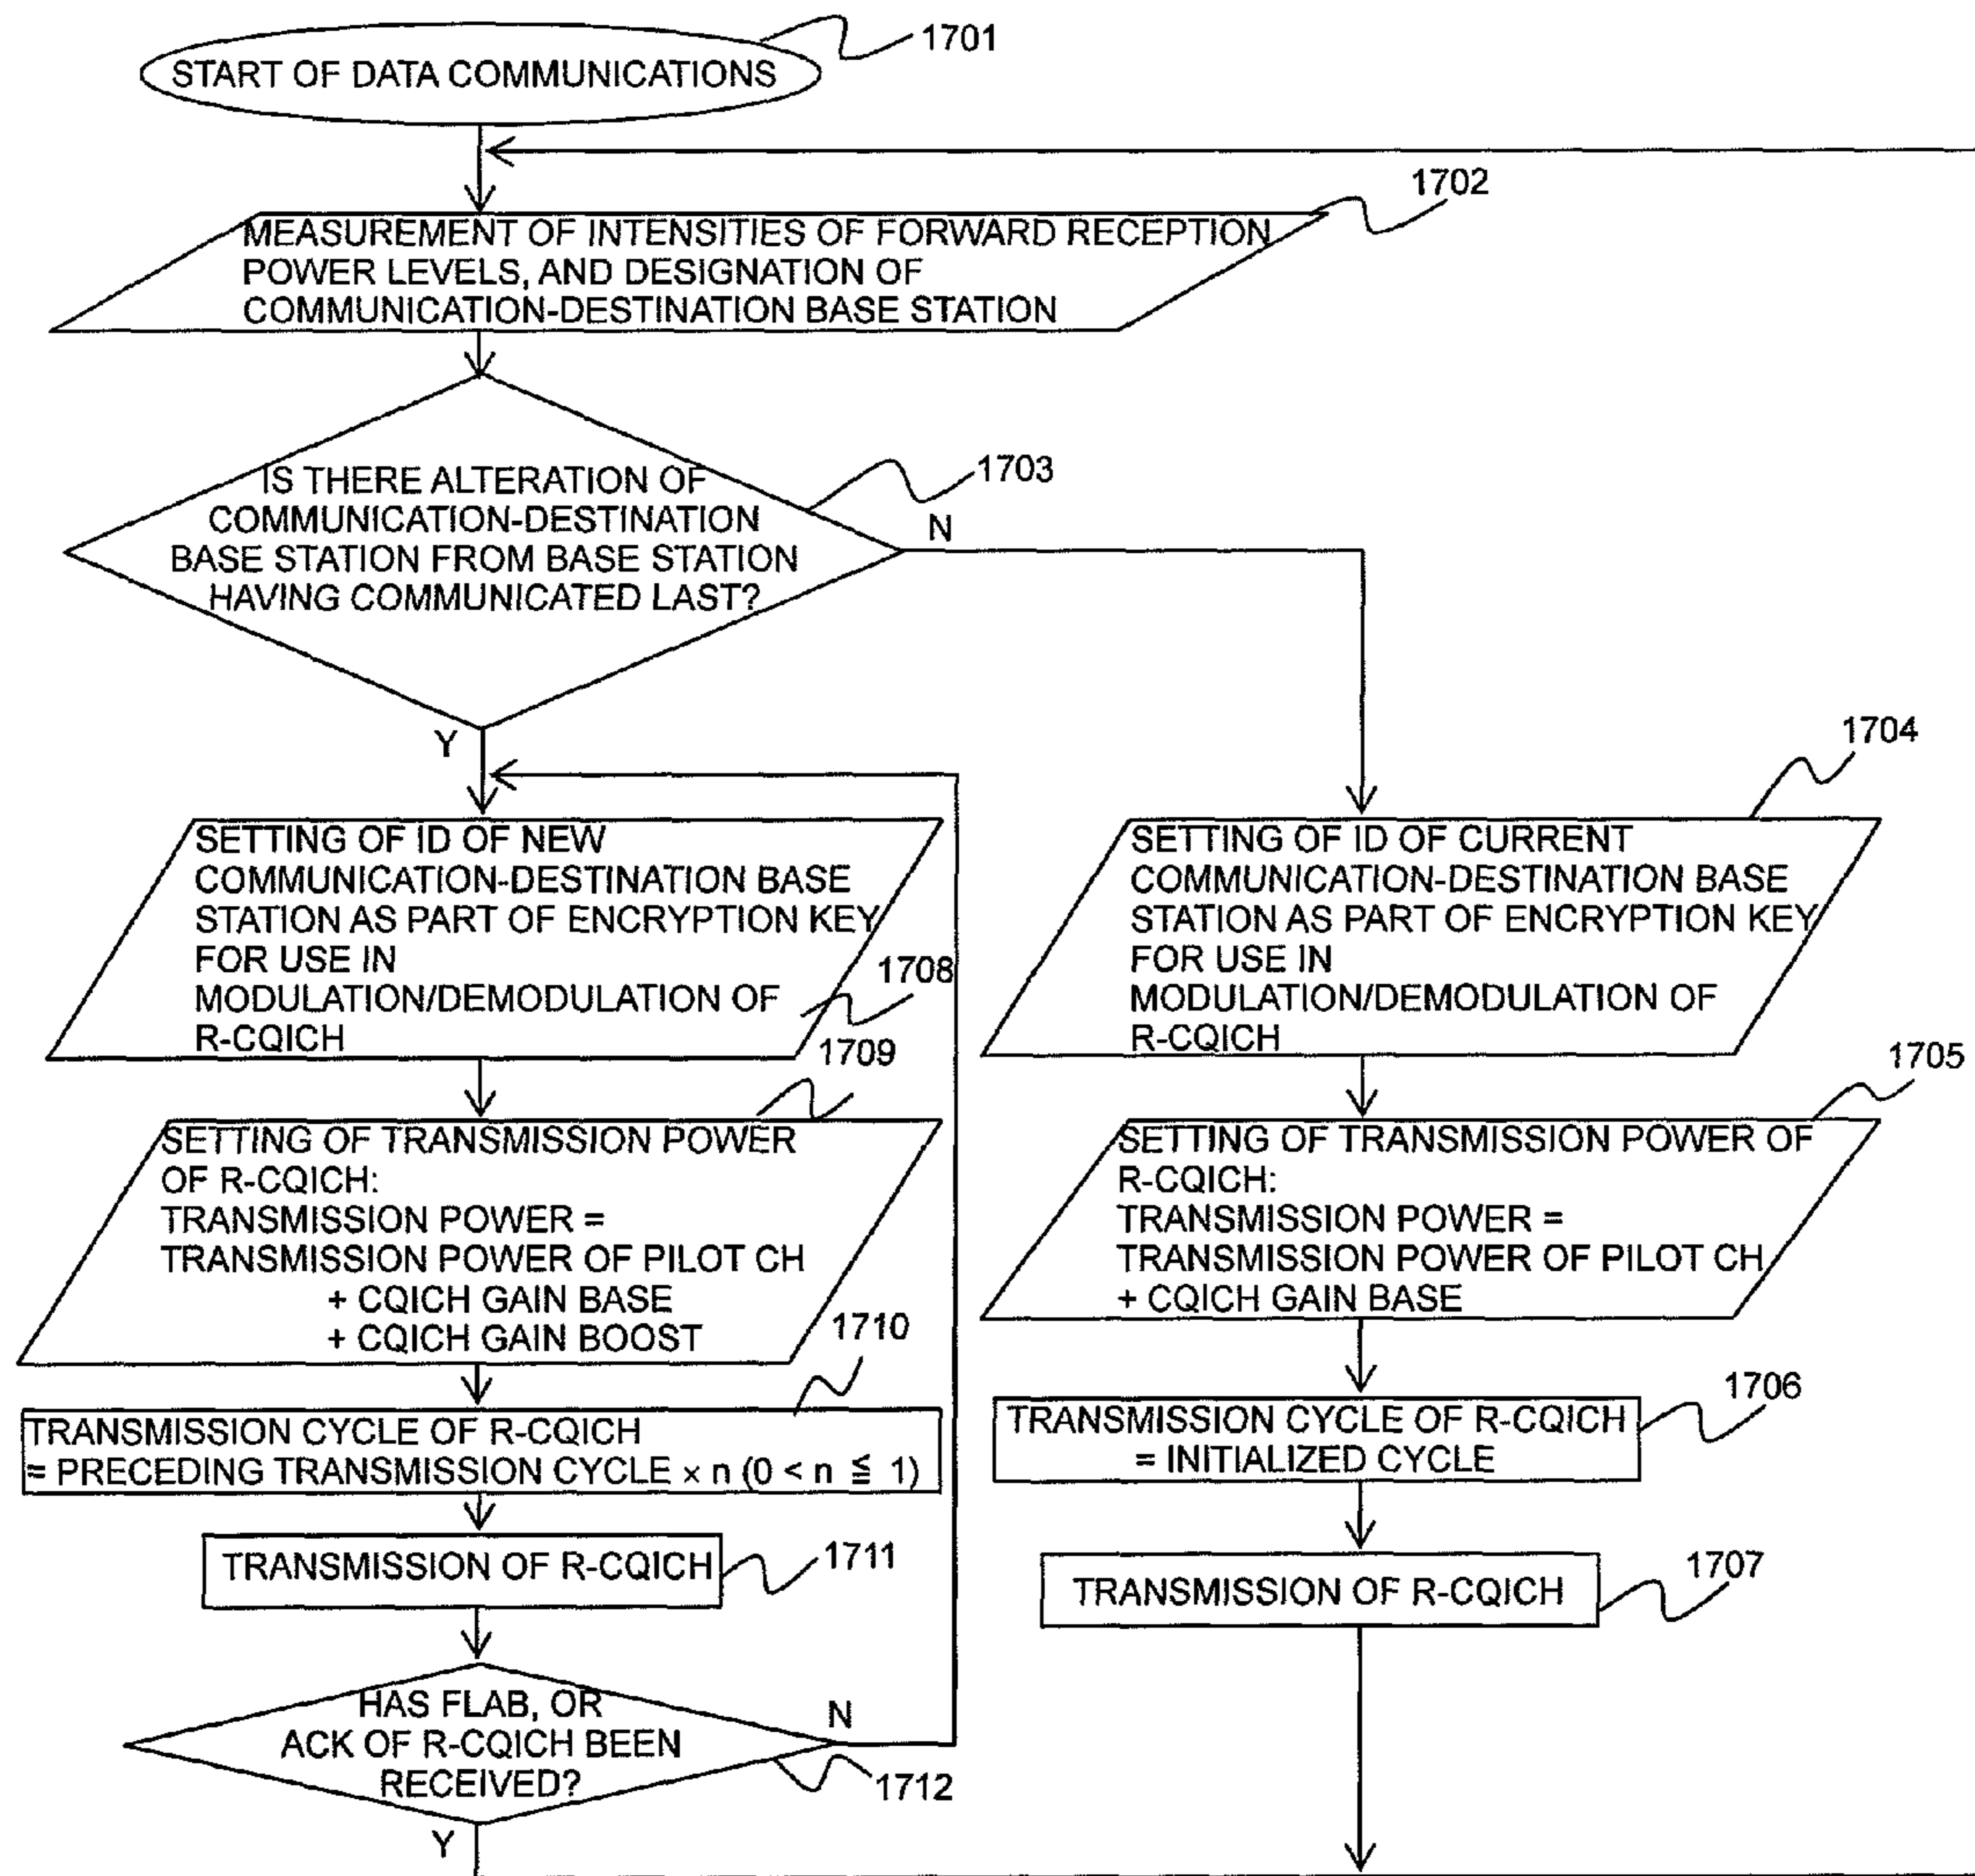 1701
START OF DATA COMMUNICATIONS
1702
MEASUREMENT OF INTENSITIES OF FORWARD RECEPTION
POWER LEVELS, AND DESIGNATION OF
COMMUNICATION-DESTINATION BASE STATION
1703
IS THERE ALTERATION OF
COMMUNICATION-DESTINATION
BASE STATION FROM BASE STATION
HAVING COMMUNICATED LAST?
N
Y
1704
SETTING OF ID OF NEW
COMMUNICATION-DESTINATION BASE
STATION AS PART OF ENCRYPTION KEY
FOR USE IN
MODULATION/DEMODULATION OF
R-CQICH
1708
SETTING OF ID OF CURRENT
COMMUNICATION-DESTINATION BASE
STATION AS PART OF ENCRYPTION KEY
FOR USE IN
MODULATION/DEMODULATION OF
R-CQICH
1709
SETTING OF TRANSMISSION POWER
OF R-CQICH:
TRANSMISSION POWER =
TRANSMISSION POWER OF PILOT CH
+ CQICH GAIN BASE
+ CQICH GAIN BOOST
1705
SETTING OF TRANSMISSION POWER OF
R-CQICH:
TRANSMISSION POWER =
TRANSMISSION POWER OF PILOT CH
+ CQICH GAIN BASE
1710
TRANSMISSION CYCLE OF R-CQICH
= PRECEDING TRANSMISSION CYCLE × n (0 < n ≦ 1)
1706
TRANSMISSION CYCLE OF R-CQICH
= INITIALIZED CYCLE
TRANSMISSION OF R-CQICH
1711
TRANSMISSION OF R-CQICH
1707
HAS FLAB, OR
ACK OF R-CQICH BEEN
RECEIVED?
N
1712
Y